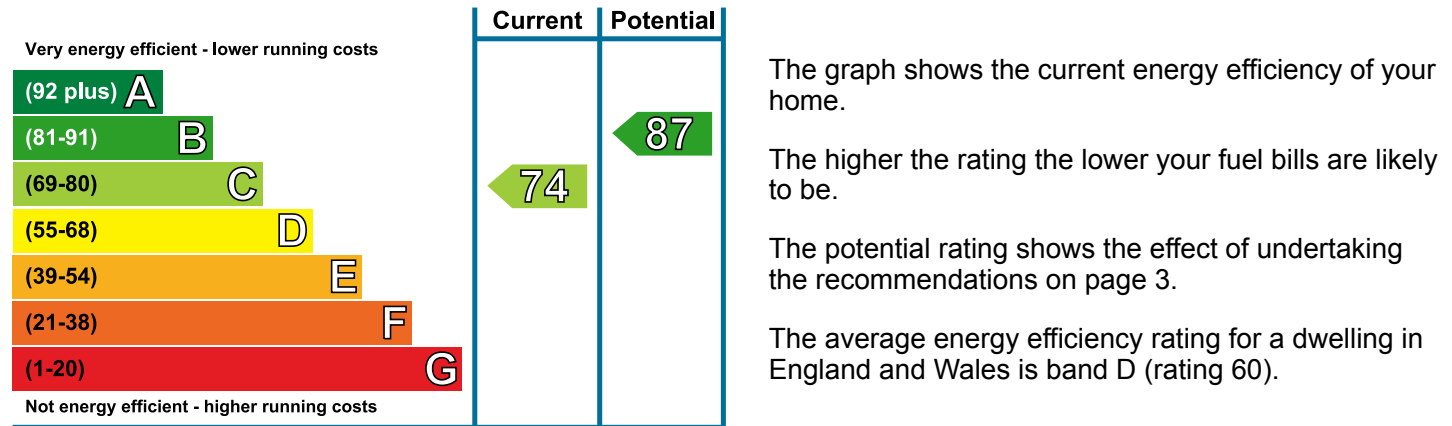 Current Potential
Very energy efficient - lower running costs
(92 plus) A
(81-91) B
87
(69-80) C
74
(55-68) D
(39-54) E
(21-38) F
(1-20) G
Not energy efficient - higher running costs
The graph shows the current energy efficiency of your
home.
The higher the rating the lower your fuel bills are likely
to be.
The potential rating shows the effect of undertaking
the recommendations on page 3.
The average energy efficiency rating for a dwelling in
England and Wales is band D (rating 60).